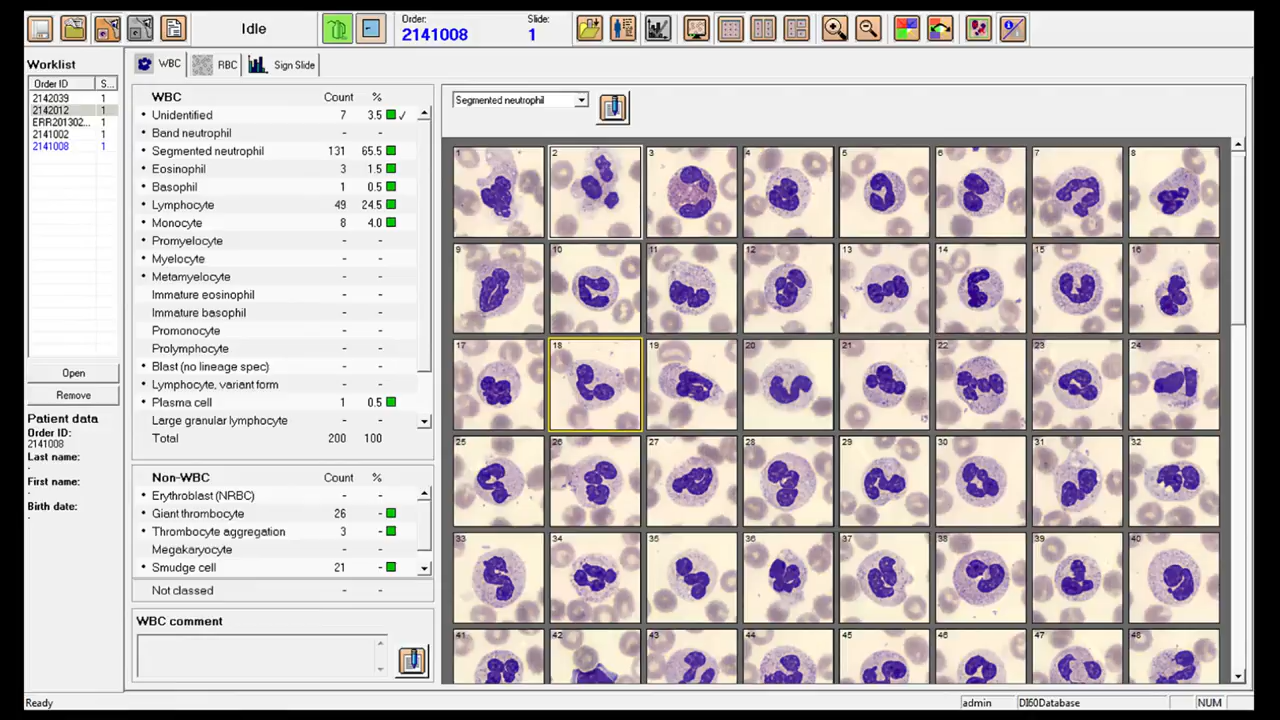 Idle
Order:
2141008
Slide:
1
Worklist
Order ID S...
2142039 1
2142012 1
ERR201302... 1
2141002 1
2141008 1
Open
Remove
Patient data
Order ID:
2141008
Last name:
-
First name:
-
Birth date:
-
WBC
RBC
Sign Slide
WBC Count %
Unidentified 7 3.5 ✓
Band neutrophil - -
Segmented neutrophil 131 65.5
Eosinophil 3 1.5
Basophil 1 0.5
Lymphocyte 49 24.5
Monocyte 8 4.0
Promyelocyte - -
Myelocyte - -
Metamyelocyte - -
Immature eosinophil - -
Immature basophil - -
Promonocyte - -
Prolymphocyte - -
Blast (no lineage spec) - -
Lymphocyte, variant form - -
Plasma cell 1 0.5
Large granular lymphocyte - -
Total 200 100
Non-WBC Count %
Erythroblast (NRBC) - -
Giant thrombocyte 26 -
Thrombocyte aggregation 3 -
Megakaryocyte - -
Smudge cell 21 -
Not classed - -
WBC comment
Segmented neutrophil
1 2 3 4 5 6 7 8
9 10 11 12 13 14 15 16
17 18 19 20 21 22 23 24
25 26 27 28 29 30 31 32
33 34 35 36 37 38 39 40
41 42 43 44 45 46 47 48
Ready
admin
DI60Database
NUM